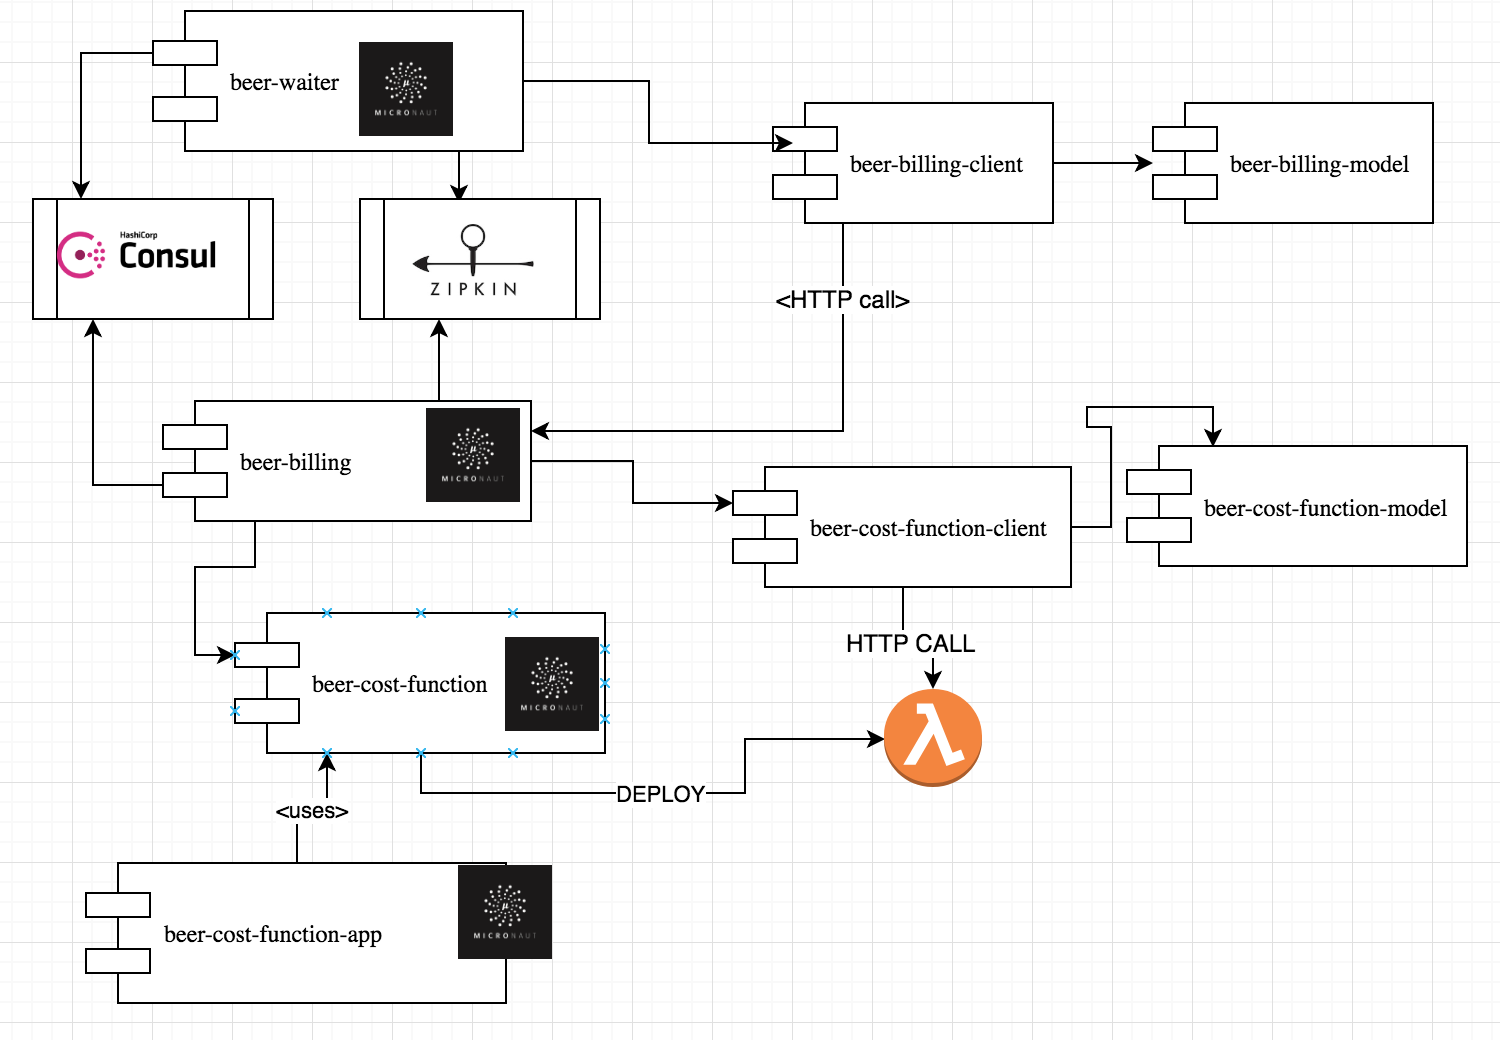 beer-waiter
μ
MICRONAUT
beer-billing-client
beer-billing-model
HashiCorp
Consul
ZIPKIN
<HTTP call>
beer-billing
μ
MICRONAUT
beer-cost-function-client
beer-cost-function-model
HTTP CALL
beer-cost-function
μ
MICRONAUT
λ
DEPLOY
<uses>
beer-cost-function-app
μ
MICRONAUT